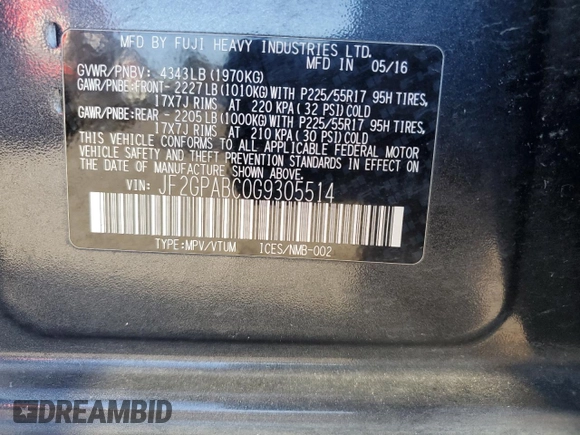 MFD BY FUJI HEAVY INDUSTRIES LTD.
GVWR/PNBV: 4343LB(1970KG) MFD IN 05/16
GAWR/PNBE:FRONT- 2227LB(1010KG)WITH P225/55R17 95H TIRES,
17X7J RIMS AT 220 KPA( 32 PSI)COLD
GAWR/PNBE:REAR - 2205LB(1000KG)WITH P225/55R17 95H TIRES,
17X7J RIMS AT 210 KPA( 30 PSI)COLD
THIS VEHICLE CONFORMS TO ALL APPLICABLE FEDERAL MOTOR
VEHICLE SAFETY AND THEFT PREVENTION STANDARDS IN EFFECT ON
THE DATE OF MANUFACTURE SHOWN ABOVE.
VIN: JF2GPABC0G9305514
TYPE:MPV/VTUM ICES/NMB-002
DREAMBID